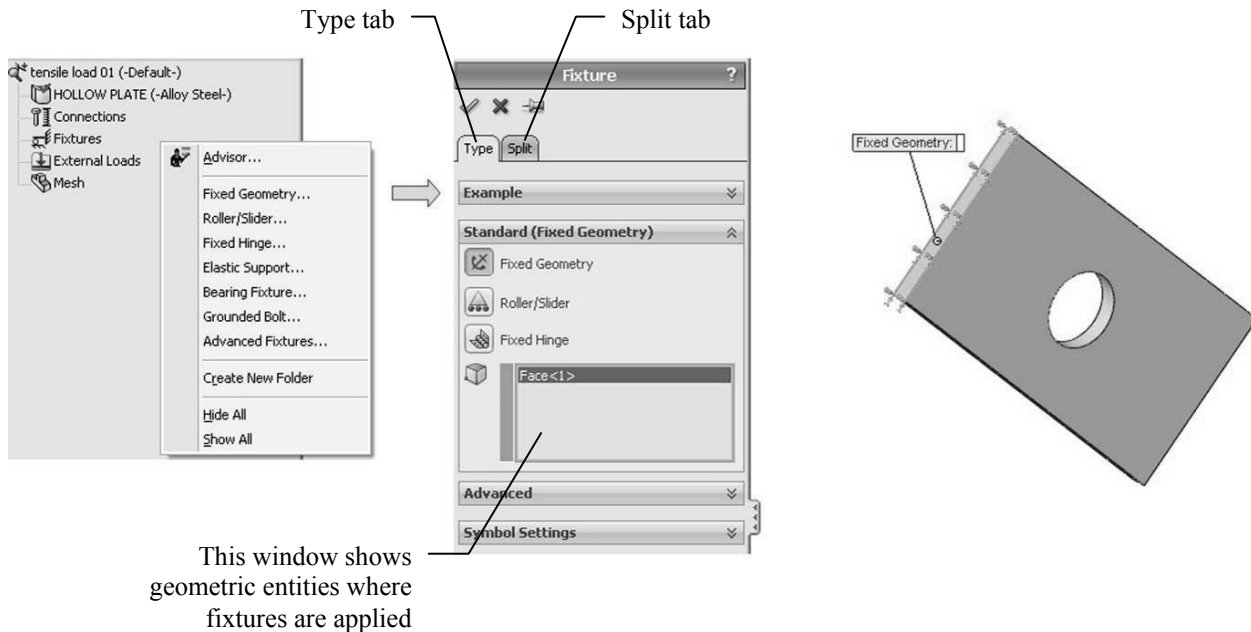 Type tab
Split tab
tensile load 01 (-Default-)
HOLLOW PLATE (-Alloy Steel-)
Connections
Fixtures
External Loads
Mesh
Advisor...
Fixed Geometry...
Roller/Slider...
Fixed Hinge...
Elastic Support...
Bearing Fixture...
Grounded Bolt...
Advanced Fixtures...
Create New Folder
Hide All
Show All
Fixture ?
Type Split
Example
Standard (Fixed Geometry)
Fixed Geometry
Roller/Slider
Fixed Hinge
Face<1>
Advanced
Symbol Settings
Fixed Geometry:
This window shows
geometric entities where
fixtures are applied